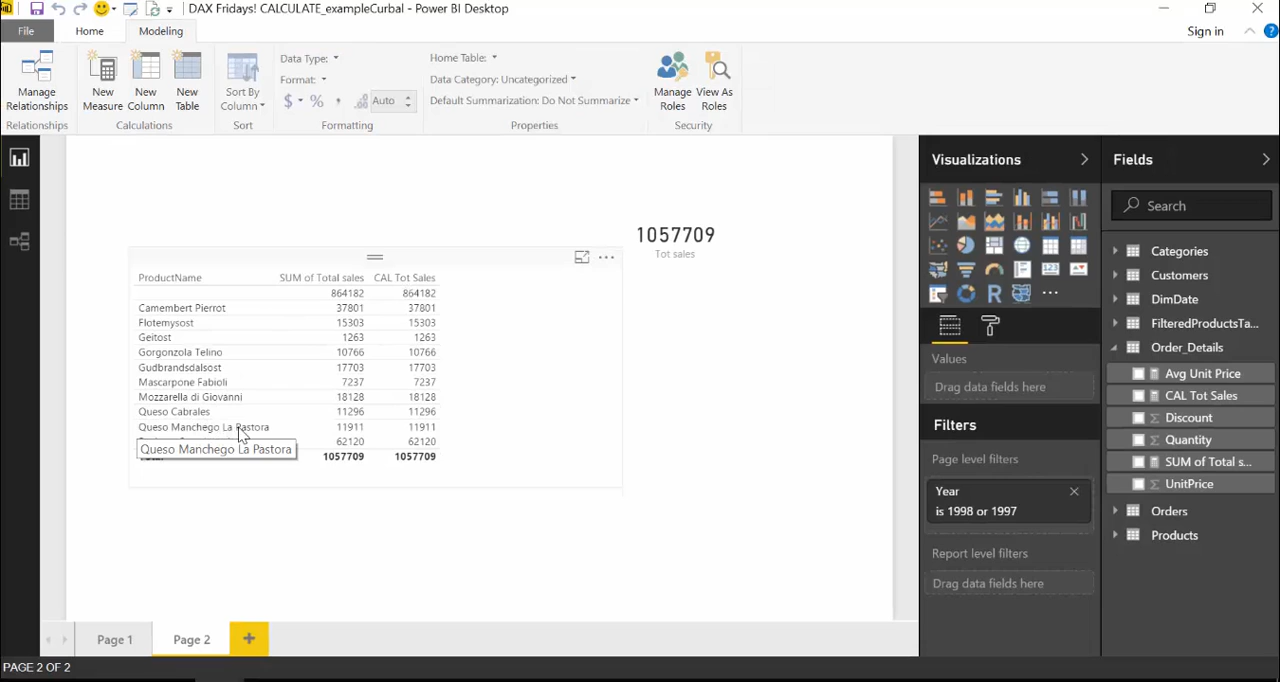 DAX Fridays! CALCULATE_exampleCurbal - Power BI Desktop
File
Home
Modeling
Sign in
?
Manage Relationships
New Measure
New Column
New Table
Sort By Column
Data Type:
Format:
$ % , Auto
Home Table:
Data Category: Uncategorized
Default Summarization: Do Not Summarize
Manage Roles
View As Roles
Relationships
Calculations
Sort
Formatting
Properties
Security
1057709
Tot sales
ProductName SUM of Total sales CAL Tot Sales
864182 864182
Camembert Pierrot 37801 37801
Flotemysost 15303 15303
Geitost 1263 1263
Gorgonzola Telino 10766 10766
Gudbrandsdalsost 17703 17703
Mascarpone Fabioli 7237 7237
Mozzarella di Giovanni 18128 18128
Queso Cabrales 11296 11296
Queso Manchego La Pastora 11911 11911
62120 62120
Queso Manchego La Pastora
1057709 1057709
Visualizations
R
Values
Drag data fields here
Filters
Page level filters
Year
is 1998 or 1997
Report level filters
Drag data fields here
Fields
Search
Categories
Customers
DimDate
FilteredProductsTa...
Order_Details
Avg Unit Price
CAL Tot Sales
Discount
Quantity
SUM of Total s...
UnitPrice
Orders
Products
Page 1
Page 2
+
PAGE 2 OF 2